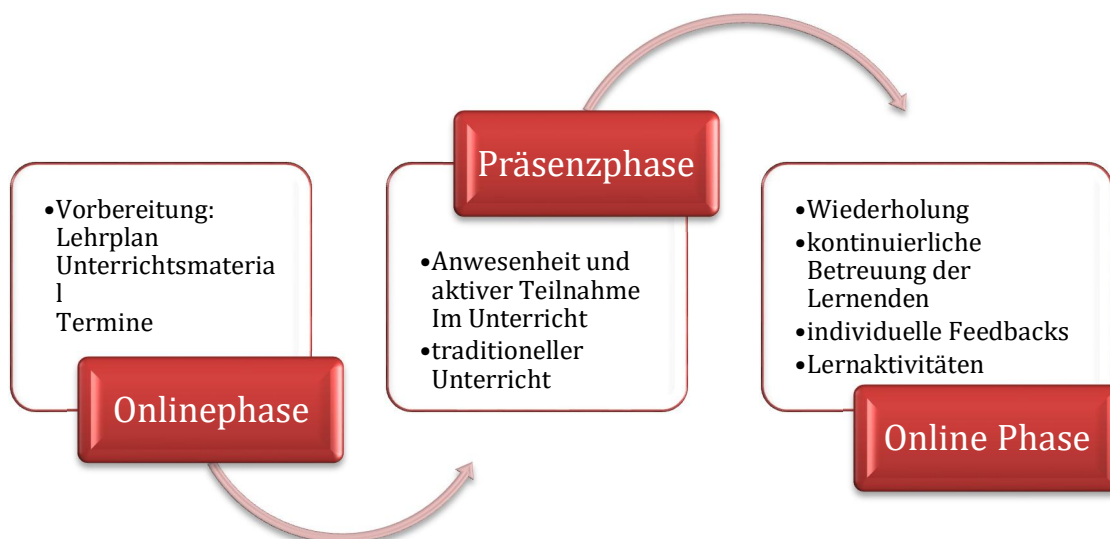 •Vorbereitung:
Lehrplan
Unterrichtsmateria
l
Termine
Onlinephase
Präsenzphase
•Anwesenheit und
aktiver Teilnahme
Im Unterricht
•traditioneller
Unterricht
•Wiederholung
•kontinuierliche
Betreuung der
Lernenden
•individuelle Feedbacks
•Lernaktivitäten
Online Phase